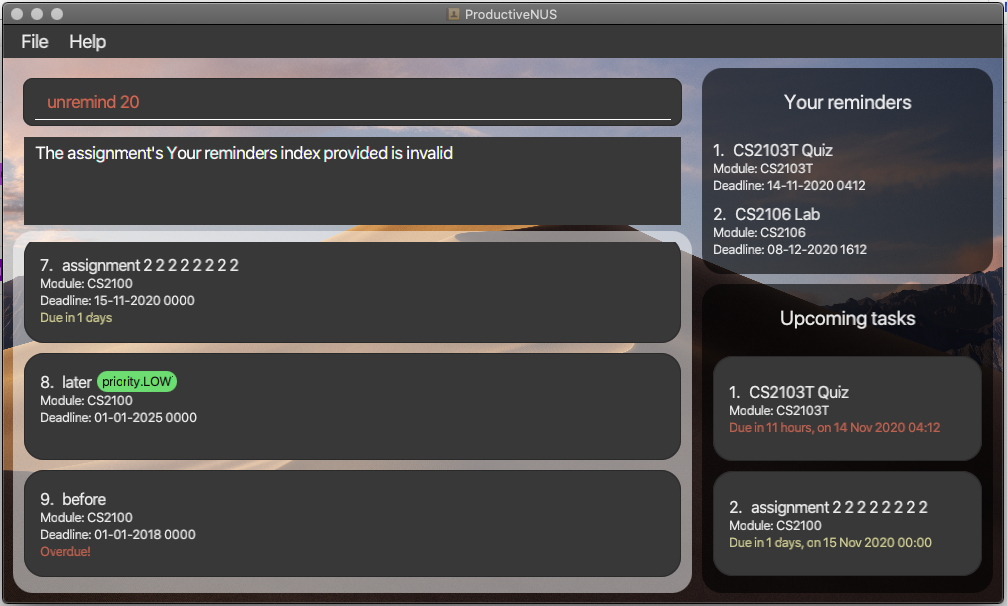 ProductiveNUS
File Help
unremind 20
The assignment's Your reminders index provided is invalid
7. assignment 2 2 2 2 2 2 2 2
Module: CS2100
Deadline: 15-11-2020 0000
Due in 1 days
8. later priority.LOW
Module: CS2100
Deadline: 01-01-2025 0000
9. before
Module: CS2100
Deadline: 01-01-2018 0000
Overdue!
Your reminders
1. CS2103T Quiz
Module: CS2103T
Deadline: 14-11-2020 0412
2. CS2106 Lab
Module: CS2106
Deadline: 08-12-2020 1612
Upcoming tasks
1. CS2103T Quiz
Module: CS2103T
Due in 11 hours, on 14 Nov 2020 04:12
2. assignment 2 2 2 2 2 2 2 2
Module: CS2100
Due in 1 days, on 15 Nov 2020 00:00